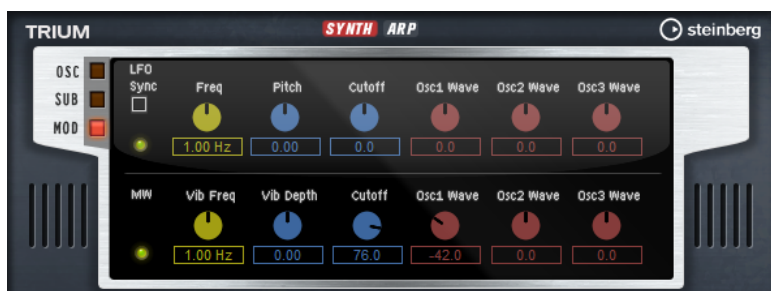 TRIUM SYNTH ARP steinberg
OSC
SUB
MOD
LFO
Sync Freq Pitch Cutoff Osc1 Wave Osc2 Wave Osc3 Wave
1.00 Hz 0.00 0.0 0.0 0.0 0.0
MW Vib Freq Vib Depth Cutoff Osc1 Wave Osc2 Wave Osc3 Wave
1.00 Hz 0.00 76.0 -42.0 0.0 0.0